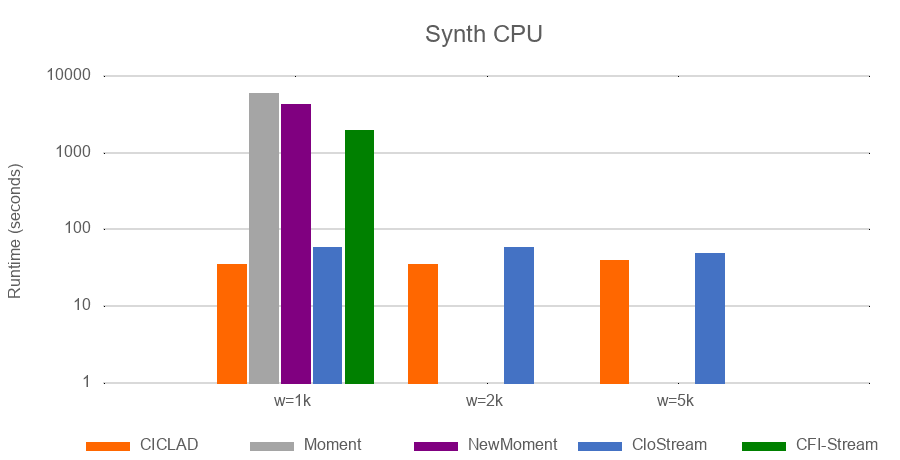 Synth CPU
10000
1000
100
10
1
Runtime (seconds)
w=1k w=2k w=5k
CICLAD Moment NewMoment CloStream CFI-Stream